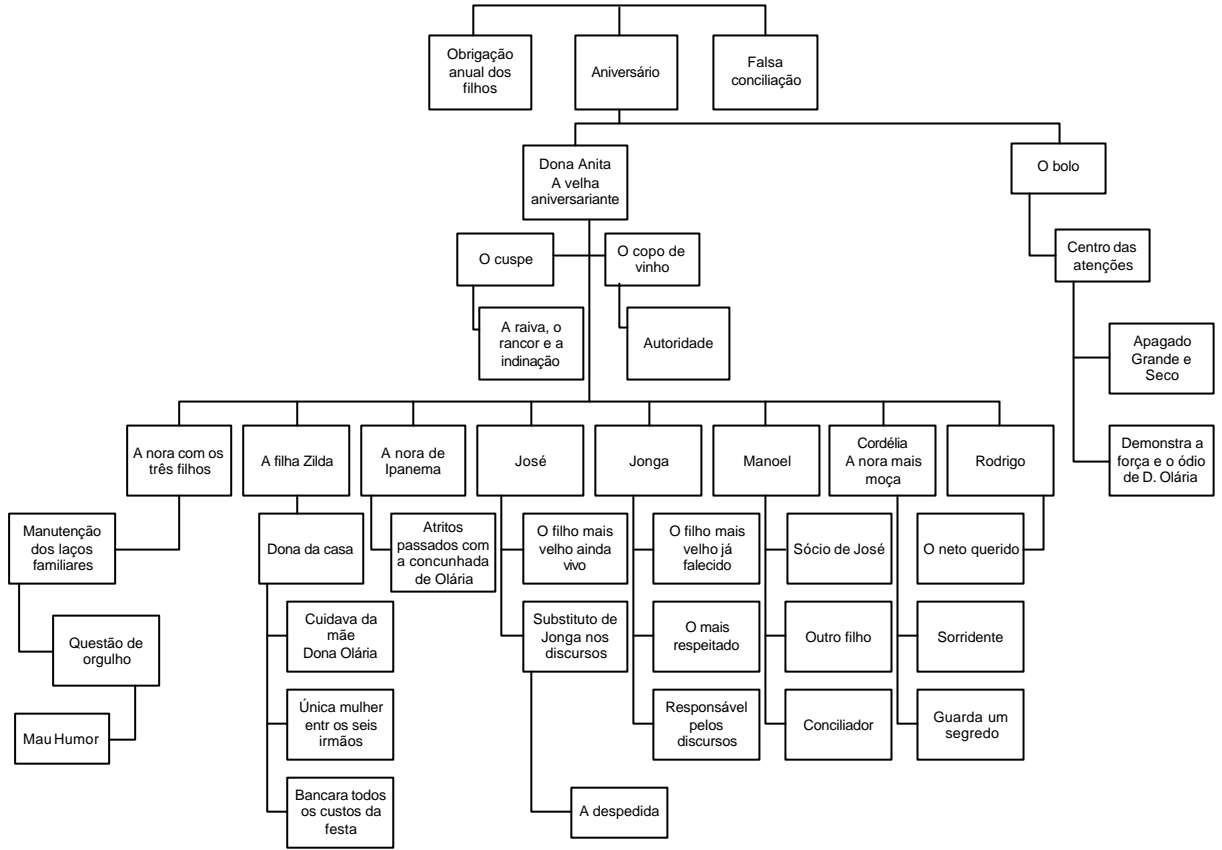 Obrigação
anual dos
filhos
Aniversário
Falsa
conciliação
Dona Anita
A velha
aniversariante
O bolo
O cuspe
O copo de
vinho
Centro das
atenções
A raiva, o
rancor e a
indinação
Autoridade
Apagado
Grande e
Seco
Demonstra a
força e o ódio
de D. Olária
A nora com os
três filhos
A filha Zilda
A nora de
Ipanema
José
Jonga
Manoel
Cordélia
A nora mais
moça
Rodrigo
Manutenção
dos laços
familiares
Dona da casa
Atritos
passados com
a concunhada
de Olária
O filho mais
velho ainda
vivo
O filho mais
velho já
falecido
Sócio de José
O neto querido
Questão de
orgulho
Cuidava da
mãe
Dona Olária
Substituto de
Jonga nos
discursos
O mais
respeitado
Outro filho
Sorridente
Mau Humor
Única mulher
entr os seis
irmãos
Responsável
pelos
discursos
Conciliador
Guarda um
segredo
Bancara todos
os custos da
festa
A despedida